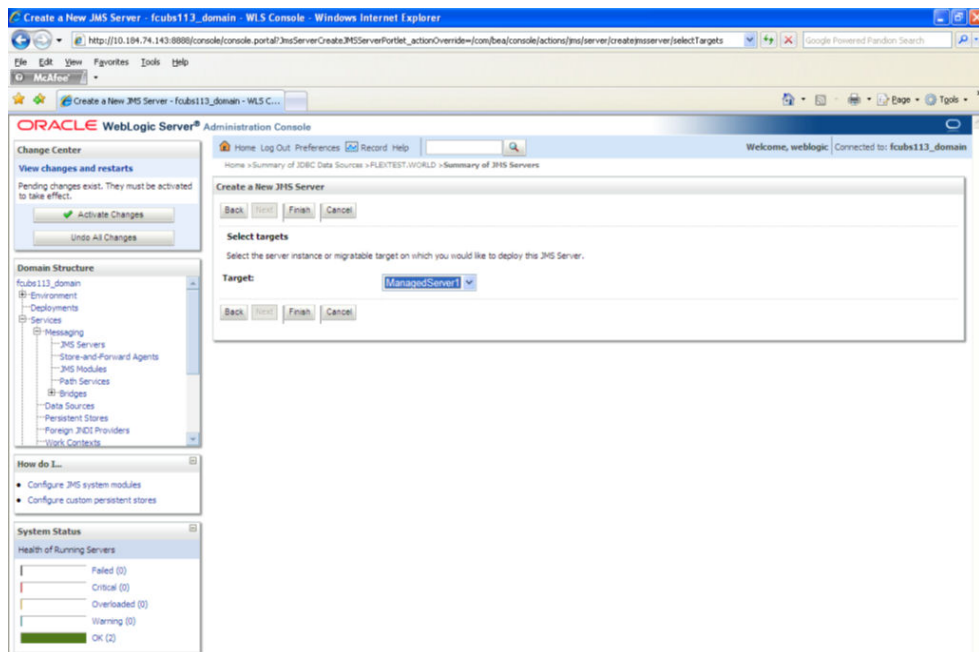 Create a New JMS Server - fcubs113_domain - WLS Console - Windows Internet Explorer
http://10.184.74.143:8888/console/console.portal?JmsServerCreateJMSServerPortlet_actionOverride=/com/bea/console/actions/jms/server/createjmsserver/selectTargets
Google Powered Pandion Search
File Edit View Favorites Tools Help
McAfee
Create a New JMS Server - fcubs113_domain - WLS C...
Page
Tools
ORACLE WebLogic Server® Administration Console
Change Center
View changes and restarts
Pending changes exist. They must be activated
to take effect.
Activate Changes
Undo All Changes
Domain Structure
fcubs113_domain
Environment
Deployments
Services
Messaging
JMS Servers
Store-and-Forward Agents
JMS Modules
Path Services
Bridges
Data Sources
Persistent Stores
Foreign JNDI Providers
Work Contexts
How do I...
Configure JMS system modules
Configure custom persistent stores
System Status
Health of Running Servers
Failed (0)
Critical (0)
Overloaded (0)
Warning (0)
OK (2)
Home Log Out Preferences Record Help
Welcome, weblogic Connected to: fcubs113_domain
Home >Summary of JDBC Data Sources >FLEXTEST.WORLD >Summary of JMS Servers
Create a New JMS Server
Back Next Finish Cancel
Select targets
Select the server instance or migratable target on which you would like to deploy this JMS Server.
Target: ManagedServer1
Back Next Finish Cancel